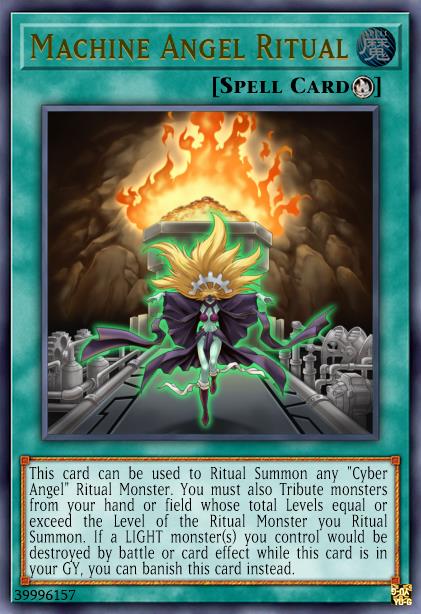 MACHINE ANGEL RITUAL
魔
[SPELL CARD]
This card can be used to Ritual Summon any "Cyber
Angel" Ritual Monster. You must also Tribute monsters
from your hand or field whose total Levels equal or
exceed the Level of the Ritual Monster you Ritual
Summon. If a LIGHT monster(s) you control would be
destroyed by battle or card effect while this card is in
your GY, you can banish this card instead.
39996157